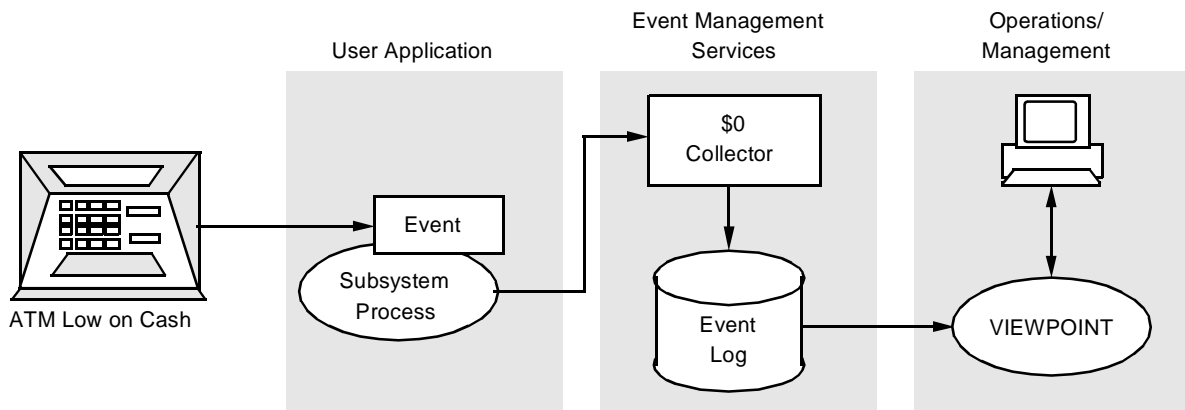 User Application
Event Management
Services
Operations/
Management
$0
Collector
Event
Subsystem
Process
ATM Low on Cash
Event
Log
VIEWPOINT